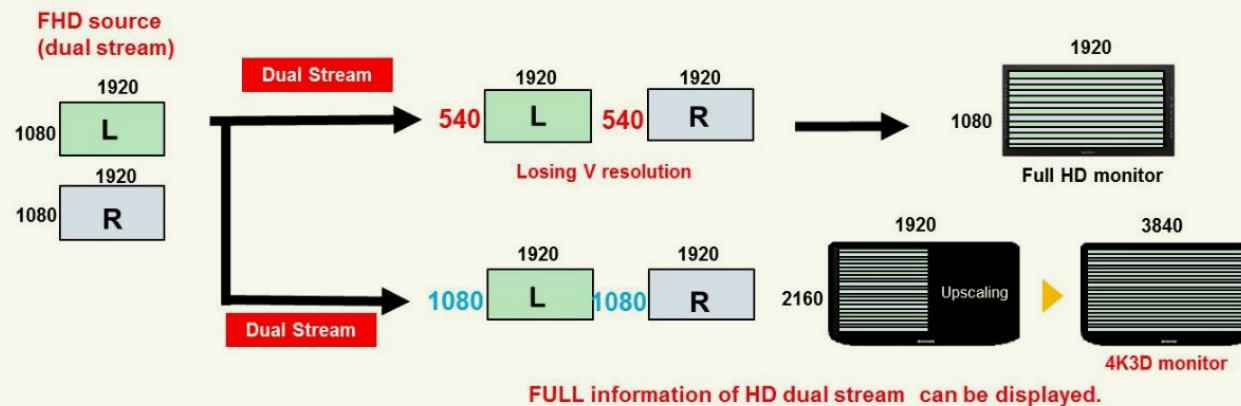 FHD source
(dual stream)
1920
1080
L
1920
1080
R
Dual Stream
1920
540
L
1920
540
R
Losing V resolution
1920
1080
Full HD monitor
Dual Stream
1920
1080
L
1920
1080
R
1920
2160
Upscaling
3840
4K3D monitor
FULL information of HD dual stream can be displayed.